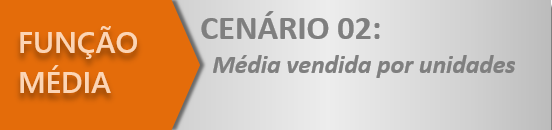 FUNÇÃO
MÉDIA
CENÁRIO 02:
Média vendida por unidades